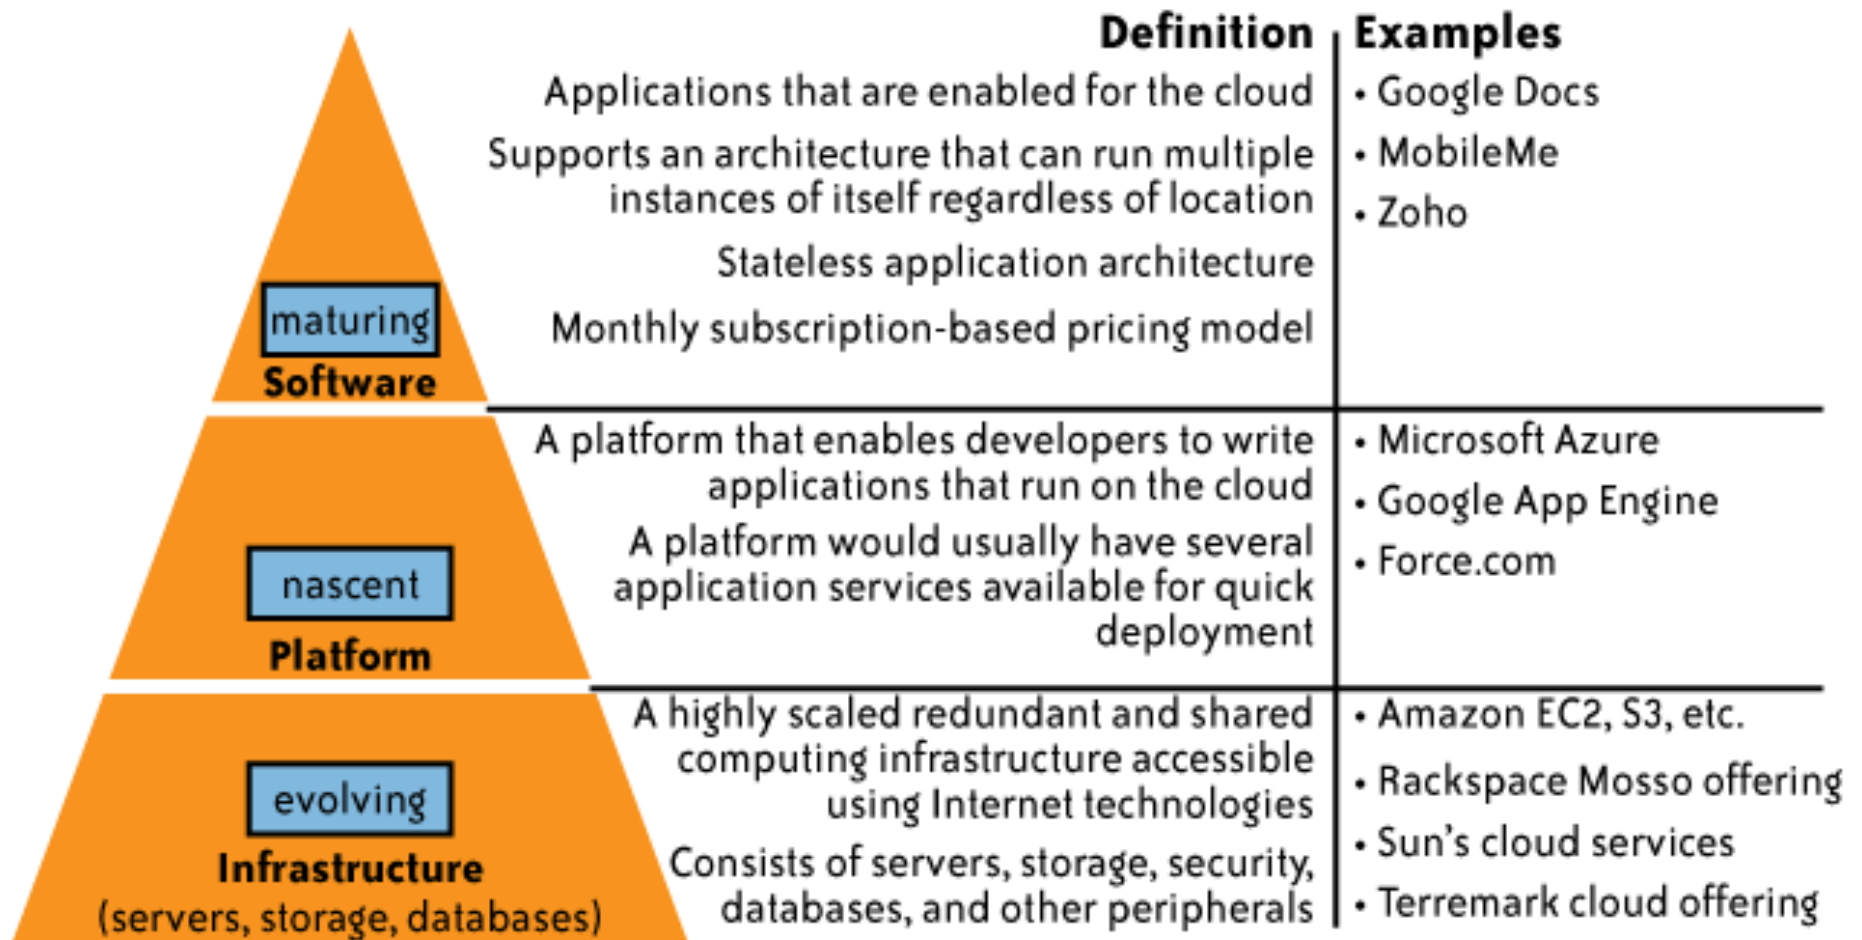 Definition
Examples
Applications that are enabled for the cloud
Supports an architecture that can run multiple
instances of itself regardless of location
Stateless application architecture
Monthly subscription-based pricing model
• Google Docs
• MobileMe
• Zoho
maturing
Software
A platform that enables developers to write
applications that run on the cloud
A platform would usually have several
application services available for quick
deployment
• Microsoft Azure
• Google App Engine
• Force.com
nascent
Platform
A highly scaled redundant and shared
computing infrastructure accessible
using Internet technologies
Consists of servers, storage, security,
databases, and other peripherals
• Amazon EC2, S3, etc.
• Rackspace Mosso offering
• Sun’s cloud services
• Terremark cloud offering
evolving
Infrastructure
(servers, storage, databases)